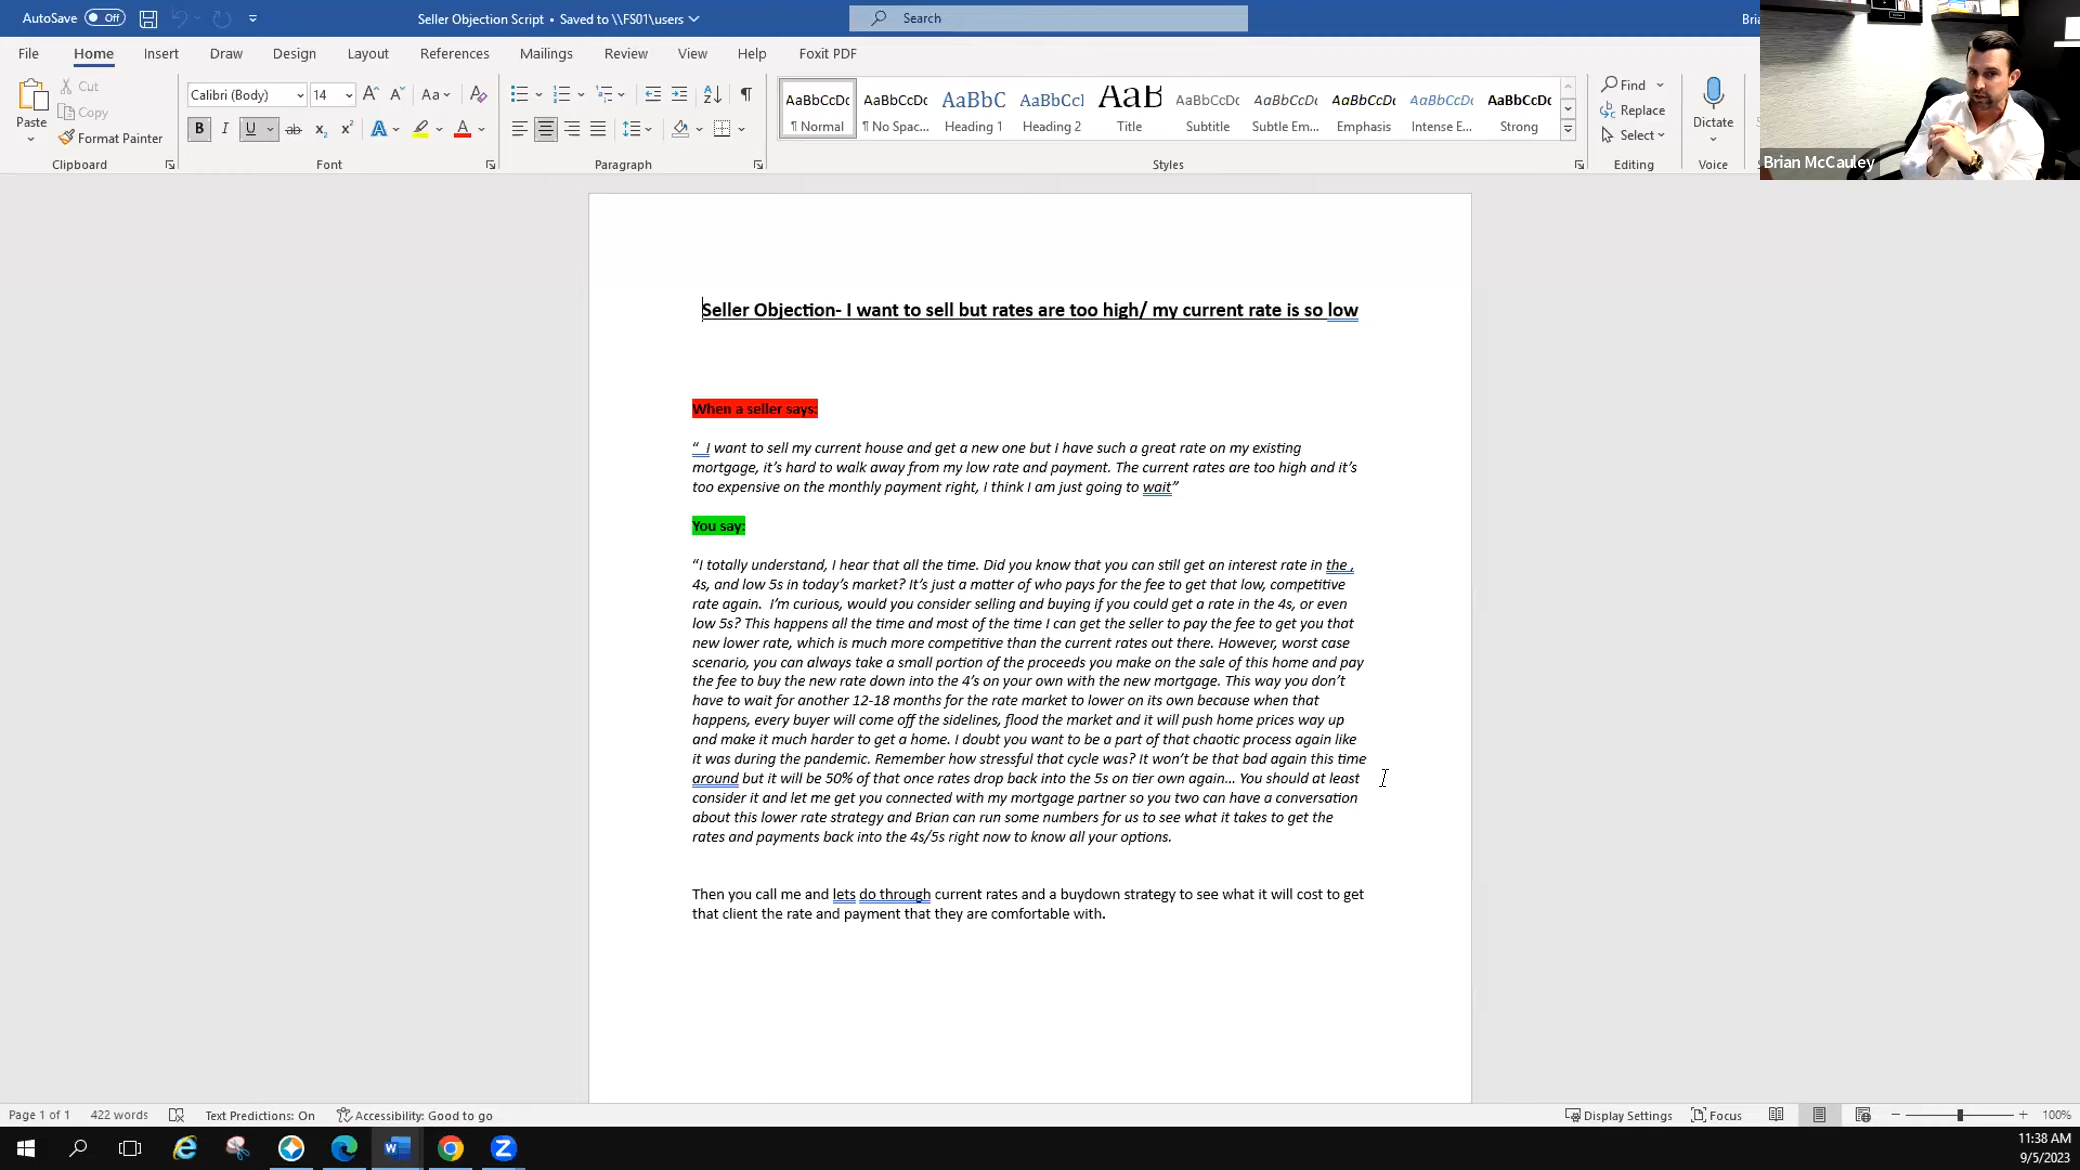 AutoSave Off Seller Objection Script • Saved to \\FS01\users Search
File Home Insert Draw Design Layout References Mailings Review View Help Foxit PDF
Paste Cut Copy Format Painter
Calibri (Body) 14
AaBbCcDc AaBbCcDc AaBbC AaBbCcI AaB AaBbCcDc AaBbCcDc AaBbCcDc AaBbCcDc AaBbCcDc
¶ Normal ¶ No Spac... Heading 1 Heading 2 Title Subtitle Subtle Em... Emphasis Intense E... Strong
Find Replace Select Dictate
Clipboard Font Paragraph Styles Editing Voice
Brian McCauley
Seller Objection- I want to sell but rates are too high/ my current rate is so low
When a seller says:
“ I want to sell my current house and get a new one but I have such a great rate on my existing
mortgage, it’s hard to walk away from my low rate and payment. The current rates are too high and it’s
too expensive on the monthly payment right, I think I am just going to wait”
You say:
“I totally understand, I hear that all the time. Did you know that you can still get an interest rate in the ,
4s, and low 5s in today’s market? It’s just a matter of who pays for the fee to get that low, competitive
rate again. I’m curious, would you consider selling and buying if you could get a rate in the 4s, or even
low 5s? This happens all the time and most of the time I can get the seller to pay the fee to get you that
new lower rate, which is much more competitive than the current rates out there. However, worst case
scenario, you can always take a small portion of the proceeds you make on the sale of this home and pay
the fee to buy the new rate down into the 4’s on your own with the new mortgage. This way you don’t
have to wait for another 12-18 months for the rate market to lower on its own because when that
happens, every buyer will come off the sidelines, flood the market and it will push home prices way up
and make it much harder to get a home. I doubt you want to be a part of that chaotic process again like
it was during the pandemic. Remember how stressful that cycle was? It won’t be that bad again this time
around but it will be 50% of that once rates drop back into the 5s on tier own again… You should at least
consider it and let me get you connected with my mortgage partner so you two can have a conversation
about this lower rate strategy and Brian can run some numbers for us to see what it takes to get the
rates and payments back into the 4s/5s right now to know all your options.
Then you call me and lets do through current rates and a buydown strategy to see what it will cost to get
that client the rate and payment that they are comfortable with.
Page 1 of 1 422 words Text Predictions: On Accessibility: Good to go Display Settings Focus 100%
11:38 AM
9/5/2023